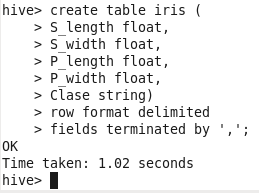 hive> create table iris (
    > S_length float,
    > S_width float,
    > P_length float,
    > P_width float,
    > Clase string)
    > row format delimited
    > fields terminated by ',';
OK
Time taken: 1.02 seconds
hive>